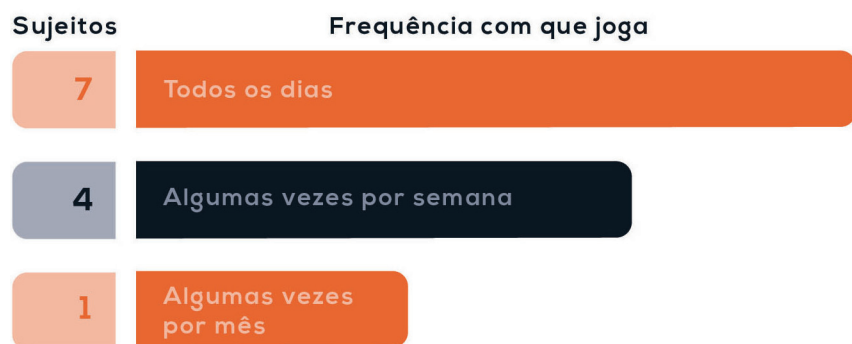 Sujeitos Frequência com que joga
7 Todos os dias
4 Algumas vezes por semana
1 Algumas vezes
por mês